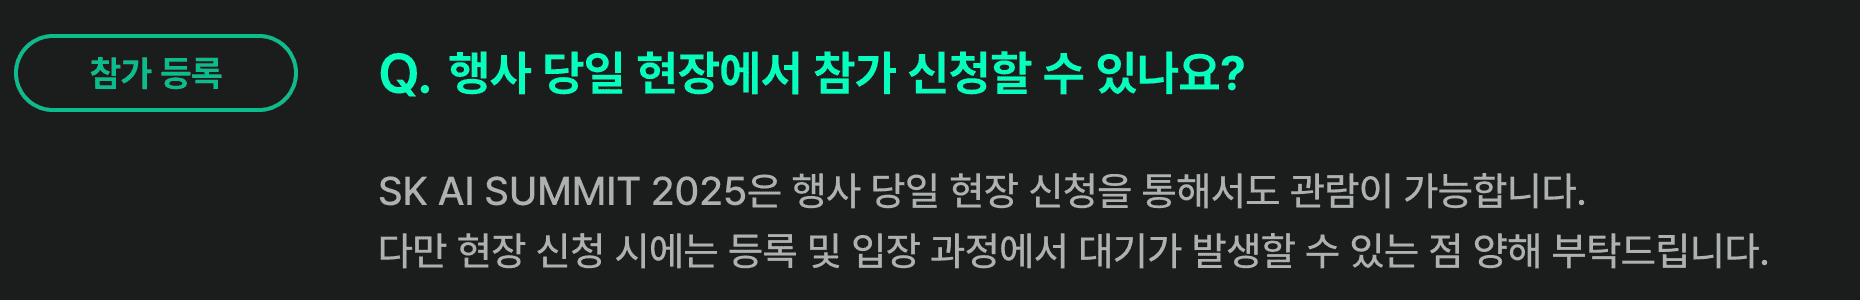 참가 등록
Q. 행사 당일 현장에서 참가 신청할 수 있나요?
SK AI SUMMIT 2025은 행사 당일 현장 신청을 통해서도 관람이 가능합니다.
다만 현장 신청 시에는 등록 및 입장 과정에서 대기가 발생할 수 있는 점 양해 부탁드립니다.